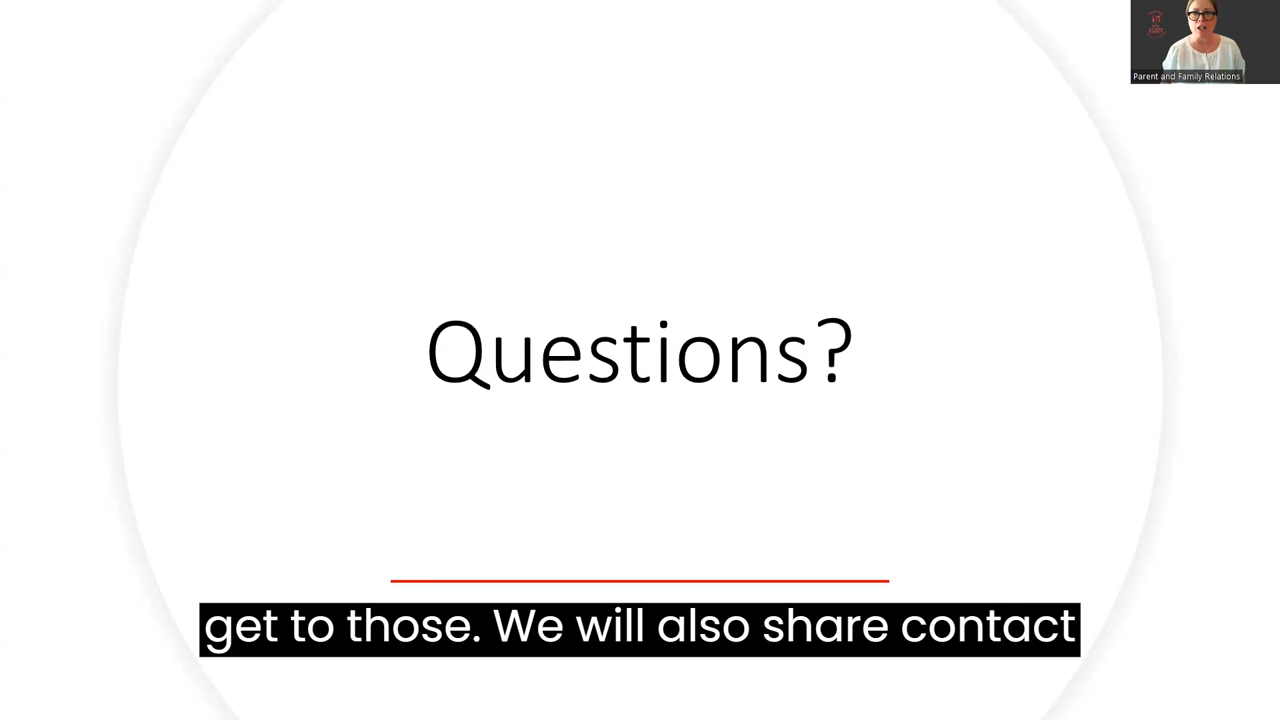 Parent and Family Relations
Questions?
get to those. We will also share contact